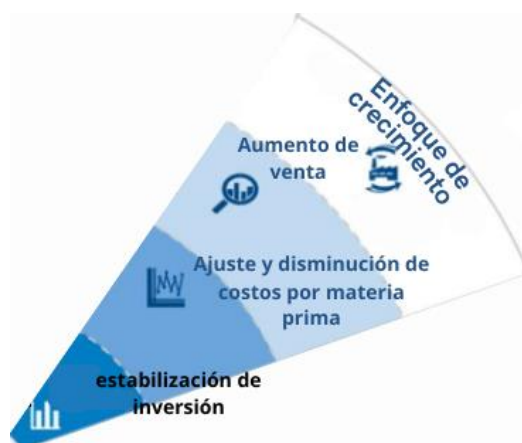 Enfoque de
crecimiento
Aumento de
venta
Ajuste y disminución de
costos por materia
prima
estabilización de
inversión